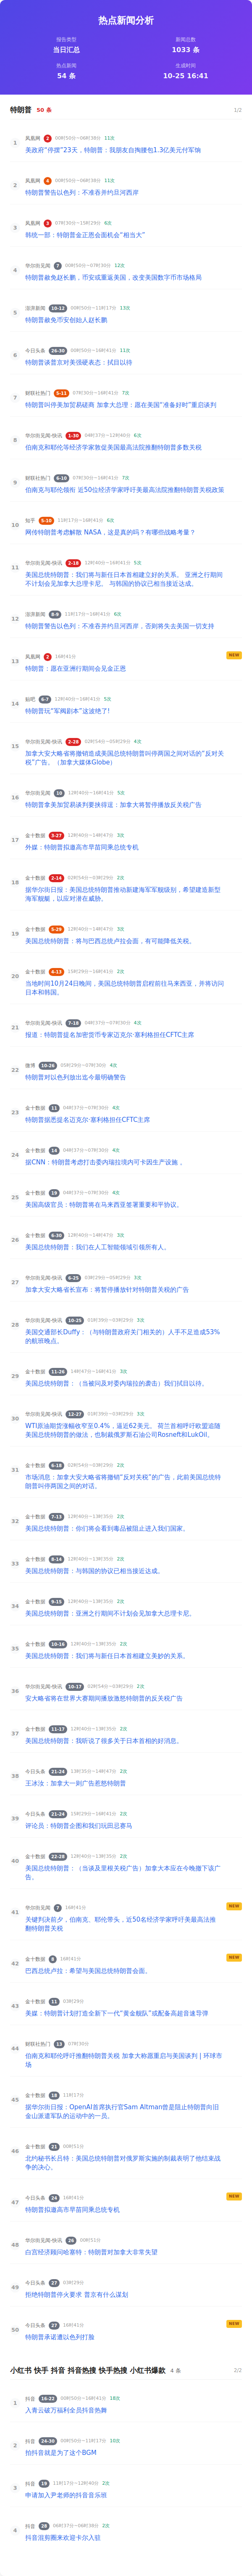 热点新闻分析
报告类型
当日汇总
新闻总数
1033 条
热点新闻
54 条
生成时间
10-25 16:41
特朗普 50 条 1/2
1 凤凰网 2 00时50分~06时38分 11次
美政府“停摆”23天，特朗普：我朋友自掏腰包1.3亿美元付军饷
2 凤凰网 4 00时50分~06时38分 11次
特朗普警告以色列：不准吞并约旦河西岸
3 凤凰网 3 07时30分~15时29分 6次
韩统一部：特朗普金正恩会面机会“相当大”
4 华尔街见闻 7 00时50分~07时30分 12次
特朗普赦免赵长鹏，币安或重返美国，改变美国数字币市场格局
5 澎湃新闻 10-12 00时50分~11时17分 13次
特朗普赦免币安创始人赵长鹏
6 今日头条 26-30 00时50分~16时41分 11次
特朗普谈普京对美强硬表态：拭目以待
7 财联社热门 5-11 07时30分~16时41分 7次
特朗普叫停美加贸易磋商 加拿大总理：愿在美国“准备好时”重启谈判
8 华尔街见闻·快讯 1-30 04时37分~12时40分 6次
伯南克和耶伦等经济学家敦促美国最高法院推翻特朗普多数关税
9 财联社热门 6-10 07时30分~16时41分 7次
伯南克与耶伦领衔 近50位经济学家呼吁美最高法院推翻特朗普关税政策
10 知乎 5-10 11时17分~16时41分 6次
网传特朗普考虑解散 NASA，这是真的吗？有哪些战略考量？
11 华尔街见闻·快讯 2-18 12时40分~16时41分 5次
美国总统特朗普：我们将与新任日本首相建立好的关系。 亚洲之行期间不计划会见加拿大总理卡尼。 与韩国的协议已相当接近达成。
12 澎湃新闻 8-9 11时17分~16时41分 6次
特朗普警告以色列：不准吞并约旦河西岸，否则将失去美国一切支持
13 凤凰网 2 16时41分 NEW
特朗普：愿在亚洲行期间会见金正恩
14 贴吧 6-7 12时40分~16时41分 5次
特朗普玩“军阀剧本”这波绝了!
15 华尔街见闻·快讯 2-28 02时54分~05时29分 4次
加拿大安大略省将撤销造成美国总统特朗普叫停两国之间对话的“反对关税”广告。（加拿大媒体Globe）
16 华尔街见闻 10 12时40分~16时41分 5次
特朗普拿美加贸易谈判要挟得逞：加拿大将暂停播放反关税广告
17 金十数据 3-27 12时40分~14时47分 3次
外媒：特朗普拟邀高市早苗同乘总统专机
18 金十数据 2-14 02时54分~03时29分 2次
据华尔街日报：美国总统特朗普推动新建海军军舰级别，希望建造新型海军舰艇，以应对潜在威胁。
19 金十数据 5-29 12时40分~14时47分 3次
美国总统特朗普：将与巴西总统卢拉会面，有可能降低关税。
20 金十数据 4-13 15时29分~16时41分 2次
当地时间10月24日晚间，美国总统特朗普启程前往马来西亚，并将访问日本和韩国。
21 华尔街见闻·快讯 7-18 04时37分~07时30分 4次
报道：特朗普提名加密货币专家迈克尔·塞利格担任CFTC主席
22 微博 10-26 05时29分~07时30分 4次
特朗普对以色列放出迄今最明确警告
23 金十数据 11 04时37分~07时30分 4次
特朗普据悉提名迈克尔·塞利格担任CFTC主席
24 金十数据 14 04时37分~07时30分 4次
据CNN：特朗普考虑打击委内瑞拉境内可卡因生产设施 。
25 金十数据 19 04时37分~07时30分 4次
美国高级官员：特朗普将在马来西亚签署重要和平协议。
26 金十数据 6-30 12时40分~14时47分 3次
美国总统特朗普：我们在人工智能领域引领所有人。
27 华尔街见闻·快讯 6-25 03时29分~05时29分 3次
加拿大安大略省长宣布：将暂停播放针对特朗普关税的广告
28 华尔街见闻·快讯 10-25 01时39分~03时29分 3次
美国交通部长Duffy：（与特朗普政府关门相关的）人手不足造成53%的航班晚点。
29 金十数据 11-26 14时47分~16时41分 3次
美国总统特朗普：（当被问及对委内瑞拉的袭击）我们拭目以待。
30 华尔街见闻·快讯 12-27 01时39分~03时29分 3次
WTI原油期货涨幅收窄至0.4%，逼近62美元。 荷兰首相呼吁欧盟追随美国总统特朗普的做法，也制裁俄罗斯石油公司Rosneft和LukOil。
31 金十数据 6-18 02时54分~03时29分 2次
市场消息：加拿大安大略省将撤销“反对关税”的广告，此前美国总统特朗普叫停两国之间的对话。
32 金十数据 7-13 12时40分~13时35分 2次
美国总统特朗普：你们将会看到毒品被阻止进入我们国家。
33 金十数据 8-14 12时40分~13时35分 2次
美国总统特朗普：与韩国的协议已相当接近达成。
34 金十数据 9-15 12时40分~13时35分 2次
美国总统特朗普：亚洲之行期间不计划会见加拿大总理卡尼。
35 金十数据 10-16 12时40分~13时35分 2次
美国总统特朗普：我们将与新任日本首相建立美妙的关系。
36 华尔街见闻·快讯 10-17 02时54分~03时29分 2次
安大略省将在世界大赛期间播放激怒特朗普的反关税广告
37 金十数据 11-17 12时40分~13时35分 2次
美国总统特朗普：我听说了很多关于日本首相的好消息。
38 今日头条 21-24 13时35分~14时47分 2次
王冰汝：加拿大一则广告惹怒特朗普
39 今日头条 21-24 15时29分~16时41分 2次
评论员：特朗普企图和我们玩田忌赛马
40 金十数据 22-28 12时40分~13时35分 2次
美国总统特朗普：（当谈及里根关税广告）加拿大本应在今晚撤下该广告。
41 华尔街见闻 7 16时41分 NEW
关键判决前夕，伯南克、耶伦带头，近50名经济学家呼吁美最高法推翻特朗普关税
42 金十数据 8 16时41分 NEW
巴西总统卢拉：希望与美国总统特朗普会面。
43 金十数据 11 03时29分
美媒：特朗普计划打造全新下一代“黄金舰队”或配备高超音速导弹
44 财联社热门 13 07时30分
伯南克和耶伦呼吁推翻特朗普关税 加拿大称愿重启与美国谈判 | 环球市场
45 金十数据 18 11时17分
据华尔街日报：OpenAI首席执行官Sam Altman曾是阻止特朗普向旧金山派遣军队的运动中的一员。
46 金十数据 21 00时51分
北约秘书长吕特：美国总统特朗普对俄罗斯实施的制裁表明了他结束战争的决心。
47 今日头条 26 16时41分 NEW
特朗普拟邀高市早苗同乘总统专机
48 华尔街见闻·快讯 26 00时51分
白宫经济顾问哈塞特：特朗普对加拿大非常失望
49 今日头条 27 03时29分
拒绝特朗普停火要求 普京有什么谋划
50 今日头条 27 16时41分 NEW
特朗普承诺遭以色列打脸
小红书 快手 抖音 抖音热搜 快手热搜 小红书爆款 4 条 2/2
1 抖音 16-22 00时50分~16时41分 18次
入青云破万福利全员抖音热舞
2 抖音 24-30 00时50分~11时17分 10次
拍抖音就是为了这个BGM
3 抖音 19 11时17分~12时40分 2次
申请加入尹老师的抖音音乐班
4 抖音 28 06时37分~06时39分 2次
抖音混剪圈来欢迎卡尔入驻